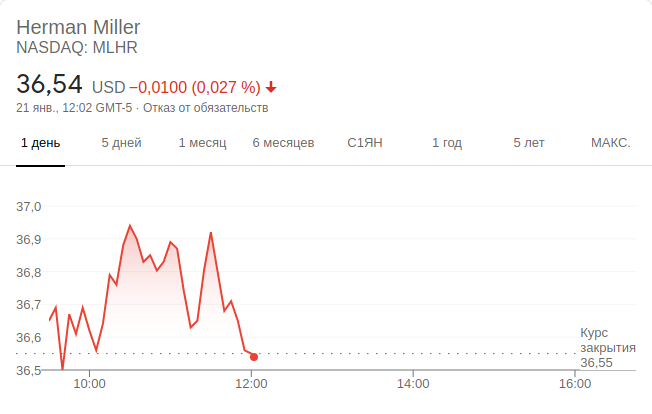 Herman Miller
NASDAQ: MLHR
36,54 USD −0,0100 (0,027 %)
21 янв., 12:02 GMT-5 · Отказ от обязательств
1 день 5 дней 1 месяц 6 месяцев С1ЯН 1 год 5 лет МАКС.
37,0
36,9
36,8
36,7
36,6
36,5
Курс
закрытия
36,55
10:00 12:00 14:00 16:00